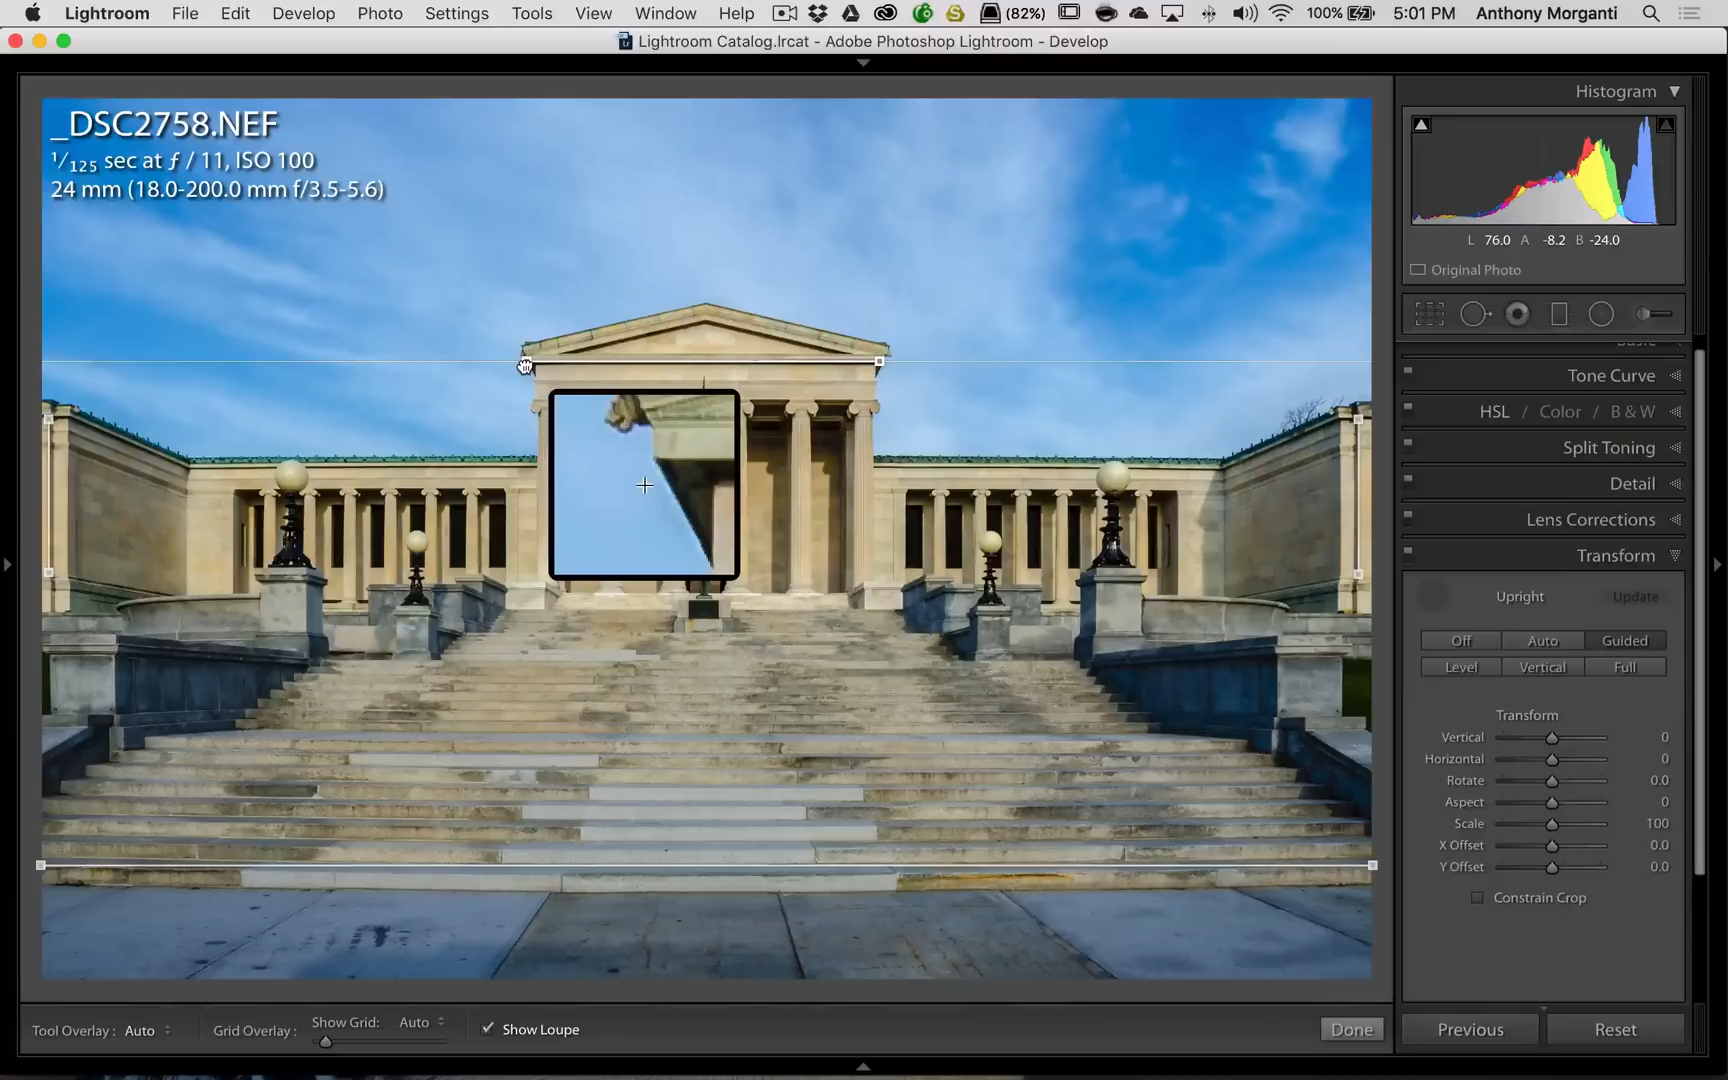 Lightroom File Edit Develop Photo Settings Tools View Window Help (82%) 100% 5:01 PM Anthony Morganti
Lightroom Catalog.lrcat - Adobe Photoshop Lightroom - Develop
_DSC2758.NEF
1/125 sec at ƒ / 11, ISO 100
24 mm (18.0-200.0 mm f/3.5-5.6)
Histogram
L 76.0 A -8.2 B -24.0
Original Photo
Basic
Tone Curve
HSL / Color / B & W
Split Toning
Detail
Lens Corrections
Transform
Upright Update
Off Auto Guided
Level Vertical Full
Transform
Vertical 0
Horizontal 0
Rotate 0.0
Aspect 0
Scale 100
X Offset 0.0
Y Offset 0.0
Constrain Crop
Tool Overlay : Auto Grid Overlay : Show Grid: Auto Show Loupe Done
Previous Reset